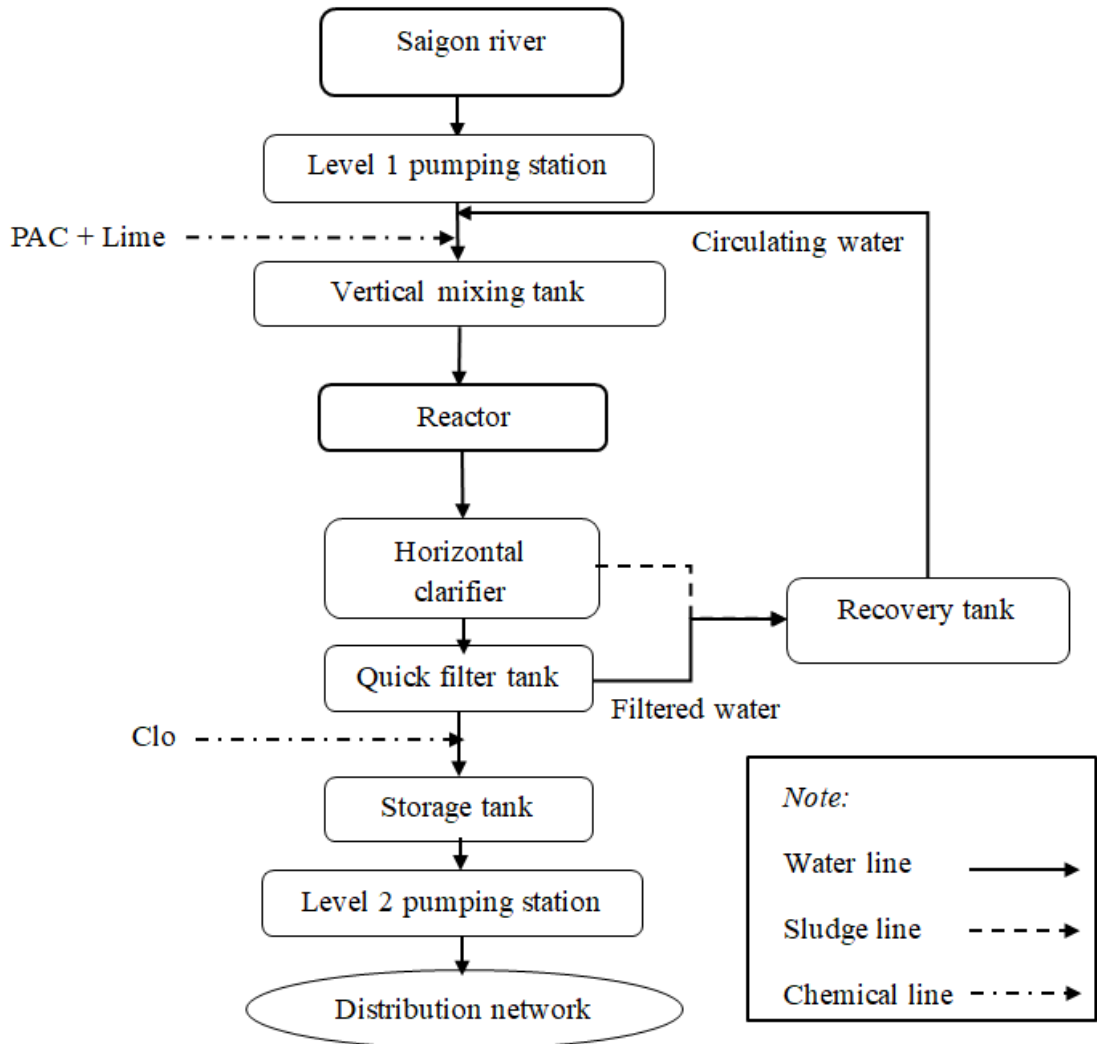 Saigon river
Level 1 pumping station
PAC + Lime
Circulating water
Vertical mixing tank
Reactor
Horizontal
clarifier
Recovery tank
Quick filter tank
Filtered water
Clo
Storage tank
Level 2 pumping station
Distribution network
Note:
Water line
Sludge line
Chemical line